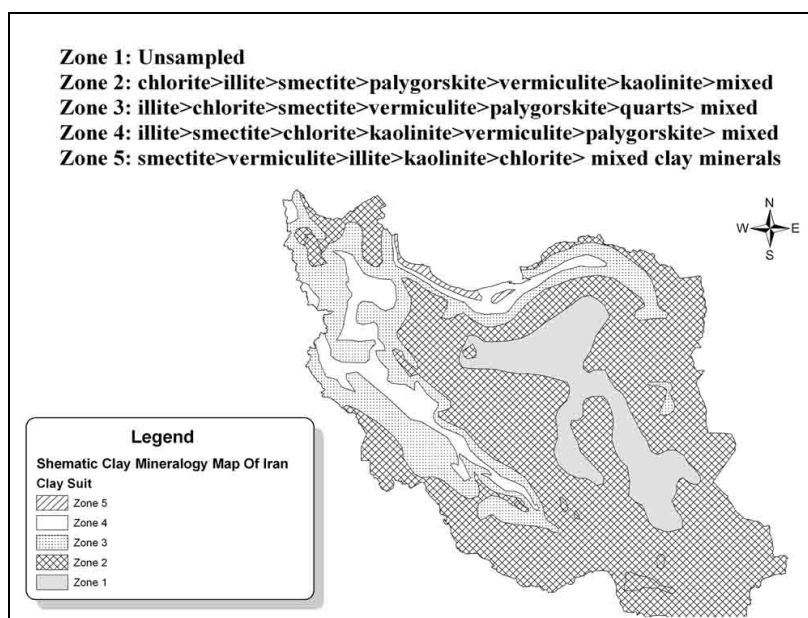 Zone 1: Unsampled
Zone 2: chlorite>illite>smectite>palygorskite>vermiculite>kaolinite>mixed
Zone 3: illite>chlorite>smectite>vermiculite>palygorskite>quarts> mixed
Zone 4: illite>smectite>chlorite>kaolinite>vermiculite>palygorskite> mixed
Zone 5: smectite>vermiculite>illite>kaolinite>chlorite> mixed clay minerals
N
W E
S
Legend
Shematic Clay Mineralogy Map Of Iran
Clay Suit
Zone 5
Zone 4
Zone 3
Zone 2
Zone 1